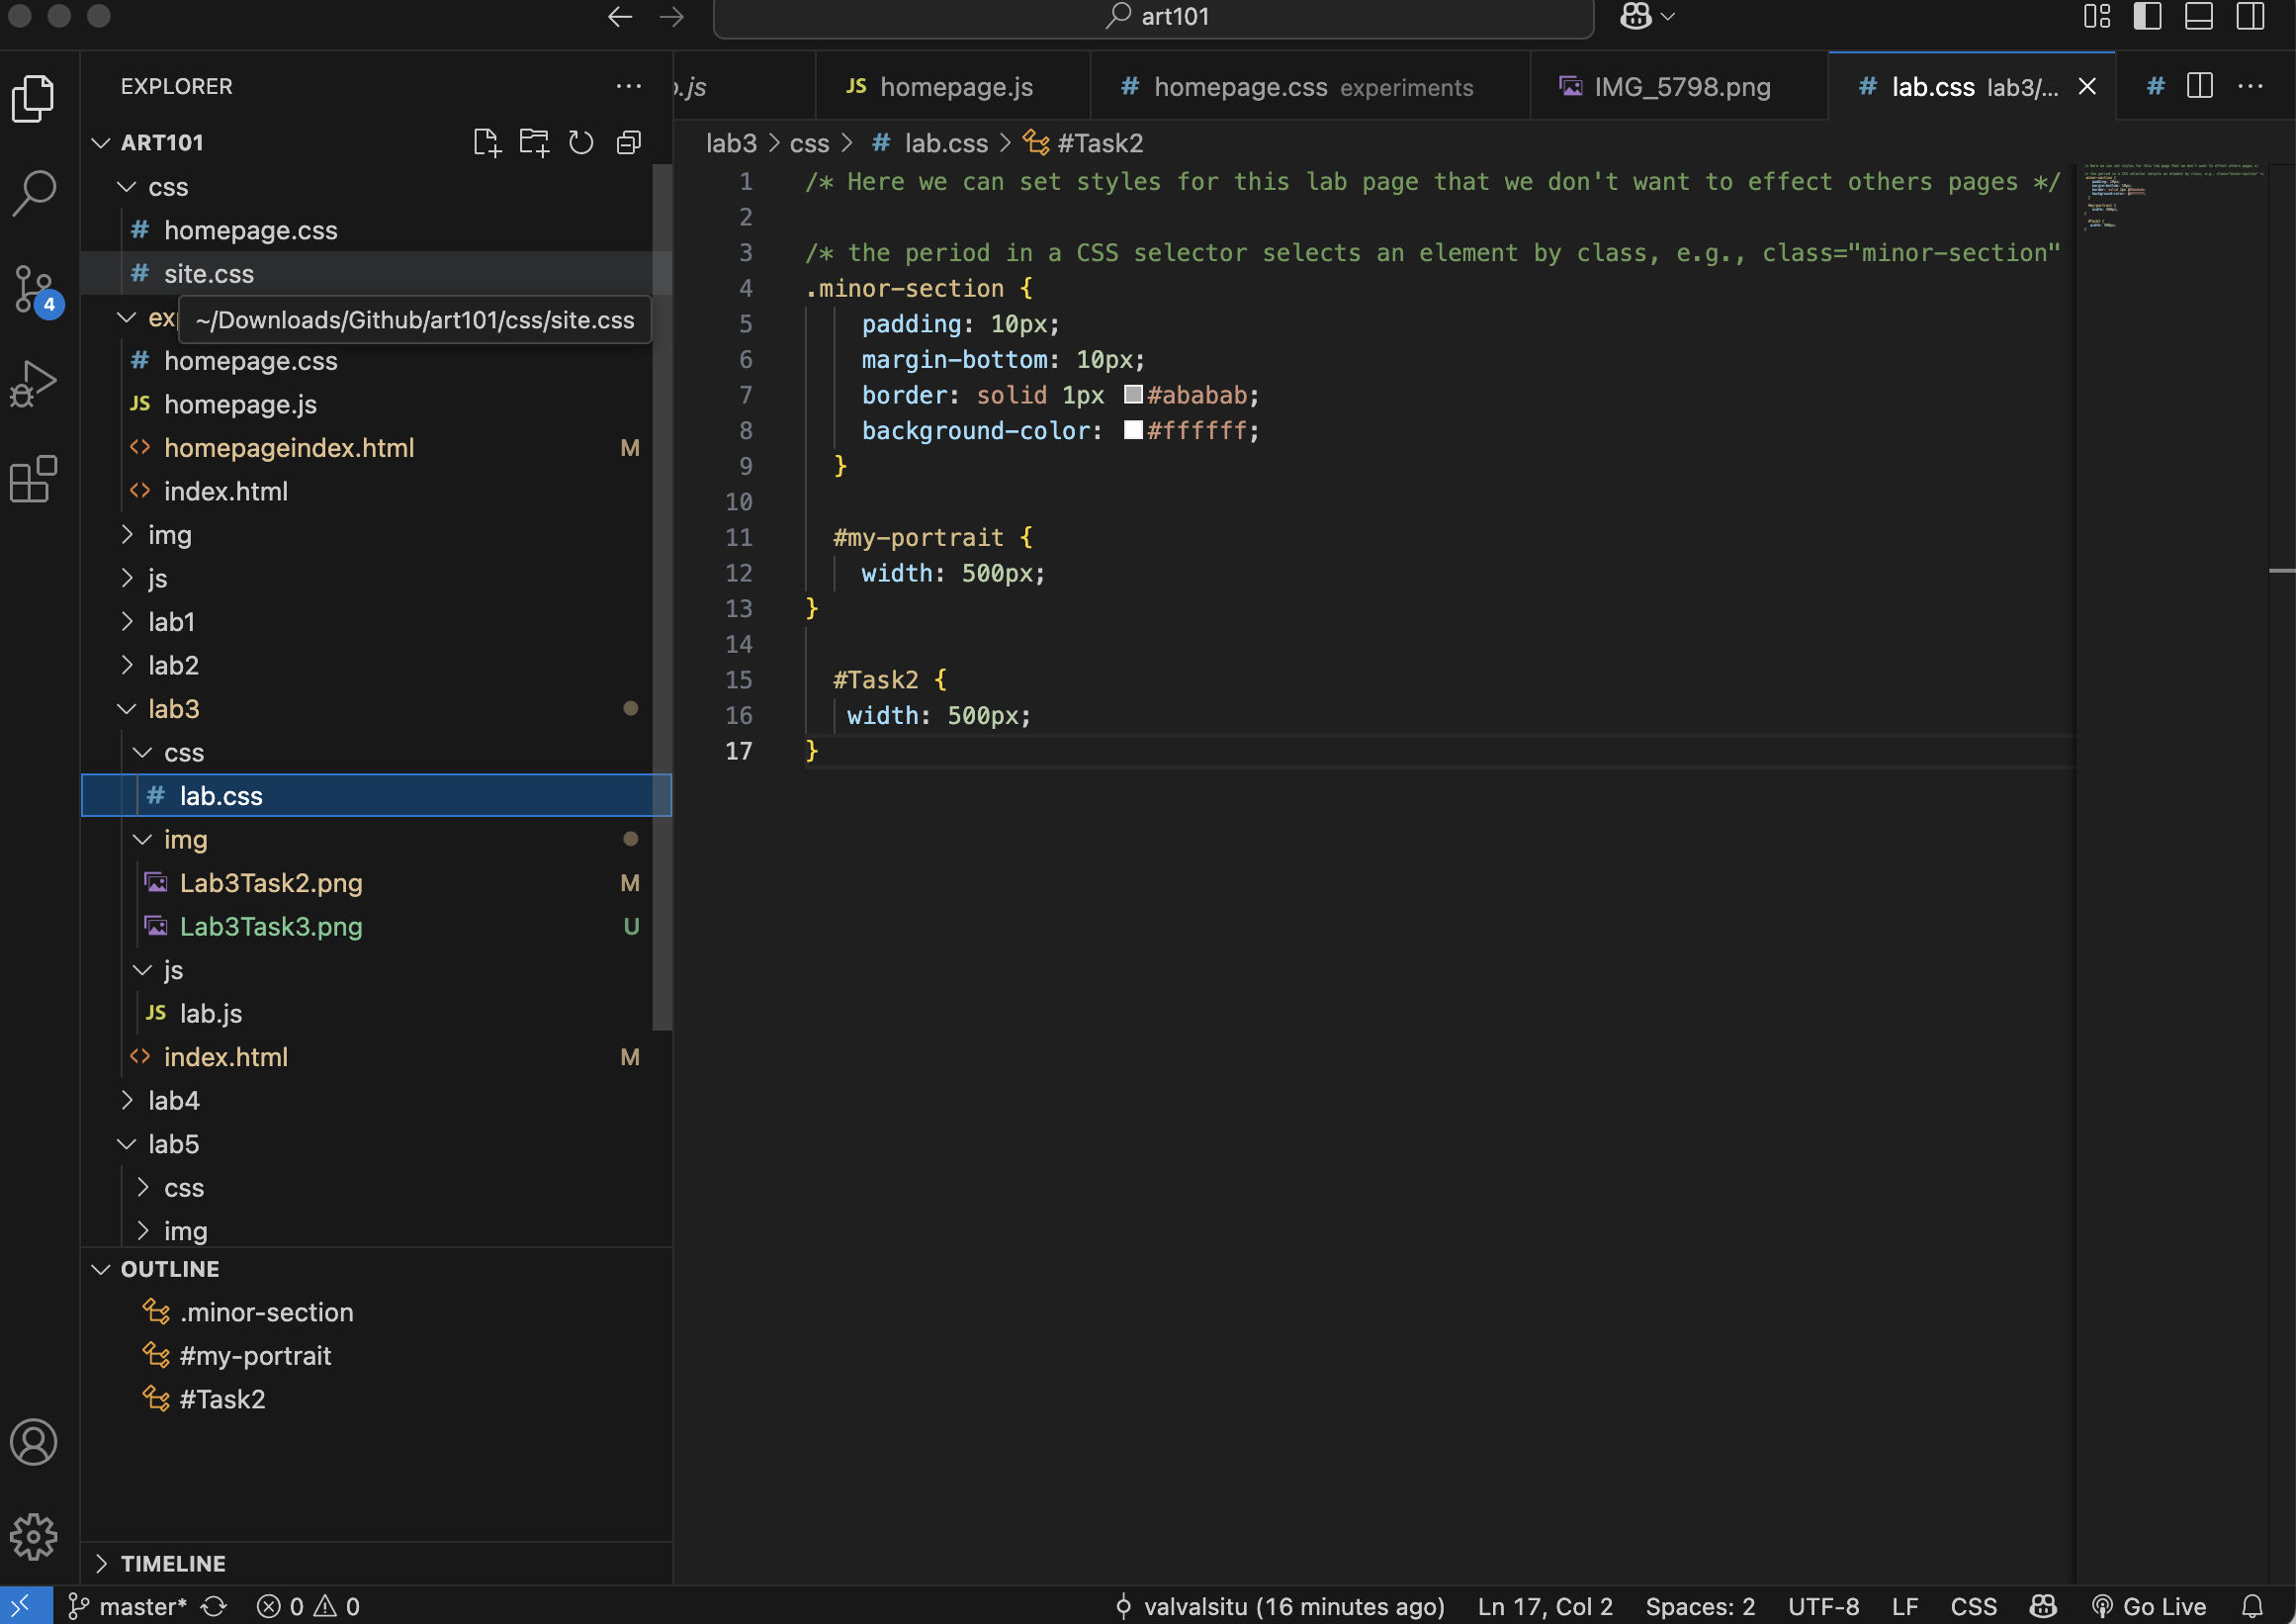 art101
EXPLORER
ART101
css
homepage.css
site.css
ex
~/Downloads/Github/art101/css/site.css
homepage.css
JS homepage.js
homepageindex.html M
index.html
img
js
lab1
lab2
lab3
css
lab.css
img
Lab3Task2.png M
Lab3Task3.png U
js
JS lab.js
index.html M
lab4
lab5
css
img
OUTLINE
.minor-section
#my-portrait
#Task2
TIMELINE
4
.js
JS homepage.js
# homepage.css experiments
IMG_5798.png
# lab.css lab3/...
#
lab3 > css > # lab.css > #Task2
1 /* Here we can set styles for this lab page that we don't want to effect others pages */
2
3 /* the period in a CSS selector selects an element by class, e.g., class="minor-section"
4 .minor-section {
5 padding: 10px;
6 margin-bottom: 10px;
7 border: solid 1px #ababab;
8 background-color: #ffffff;
9 }
10
11 #my-portrait {
12 width: 500px;
13 }
14
15 #Task2 {
16 width: 500px;
17 }
master* 0 0 valvalsitu (16 minutes ago) Ln 17, Col 2 Spaces: 2 UTF-8 LF CSS Go Live